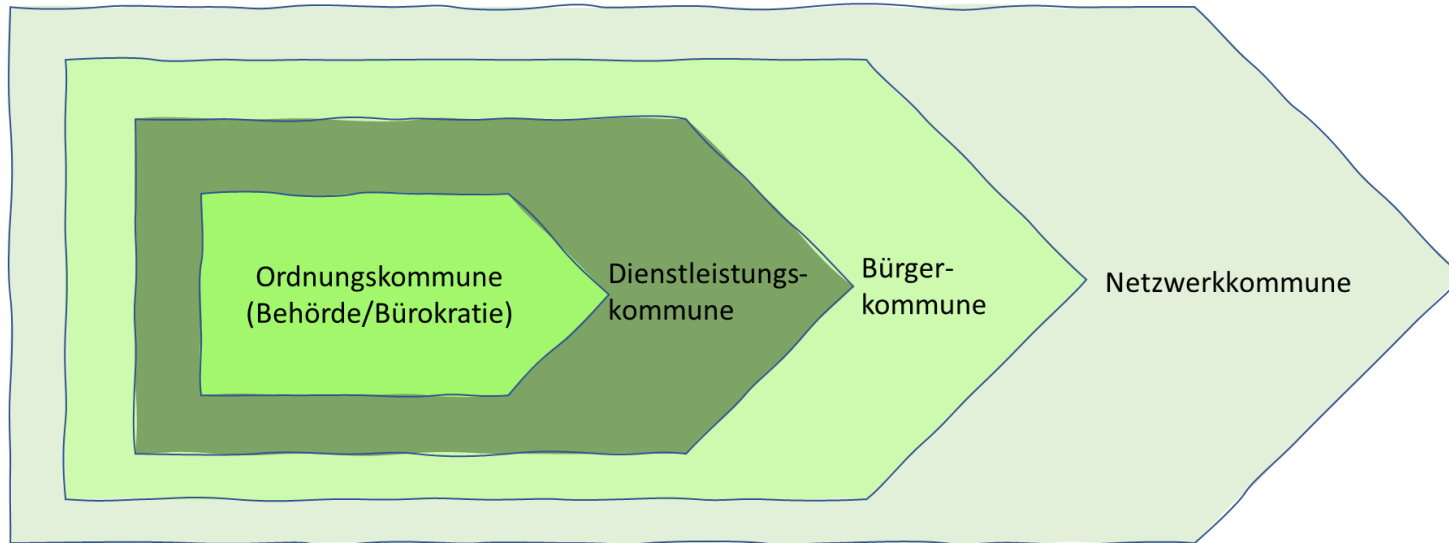 Ordnungskommune
(Behörde/Bürokratie)
Dienstleistungs-
kommune
Bürger-
kommune
Netzwerkkommune